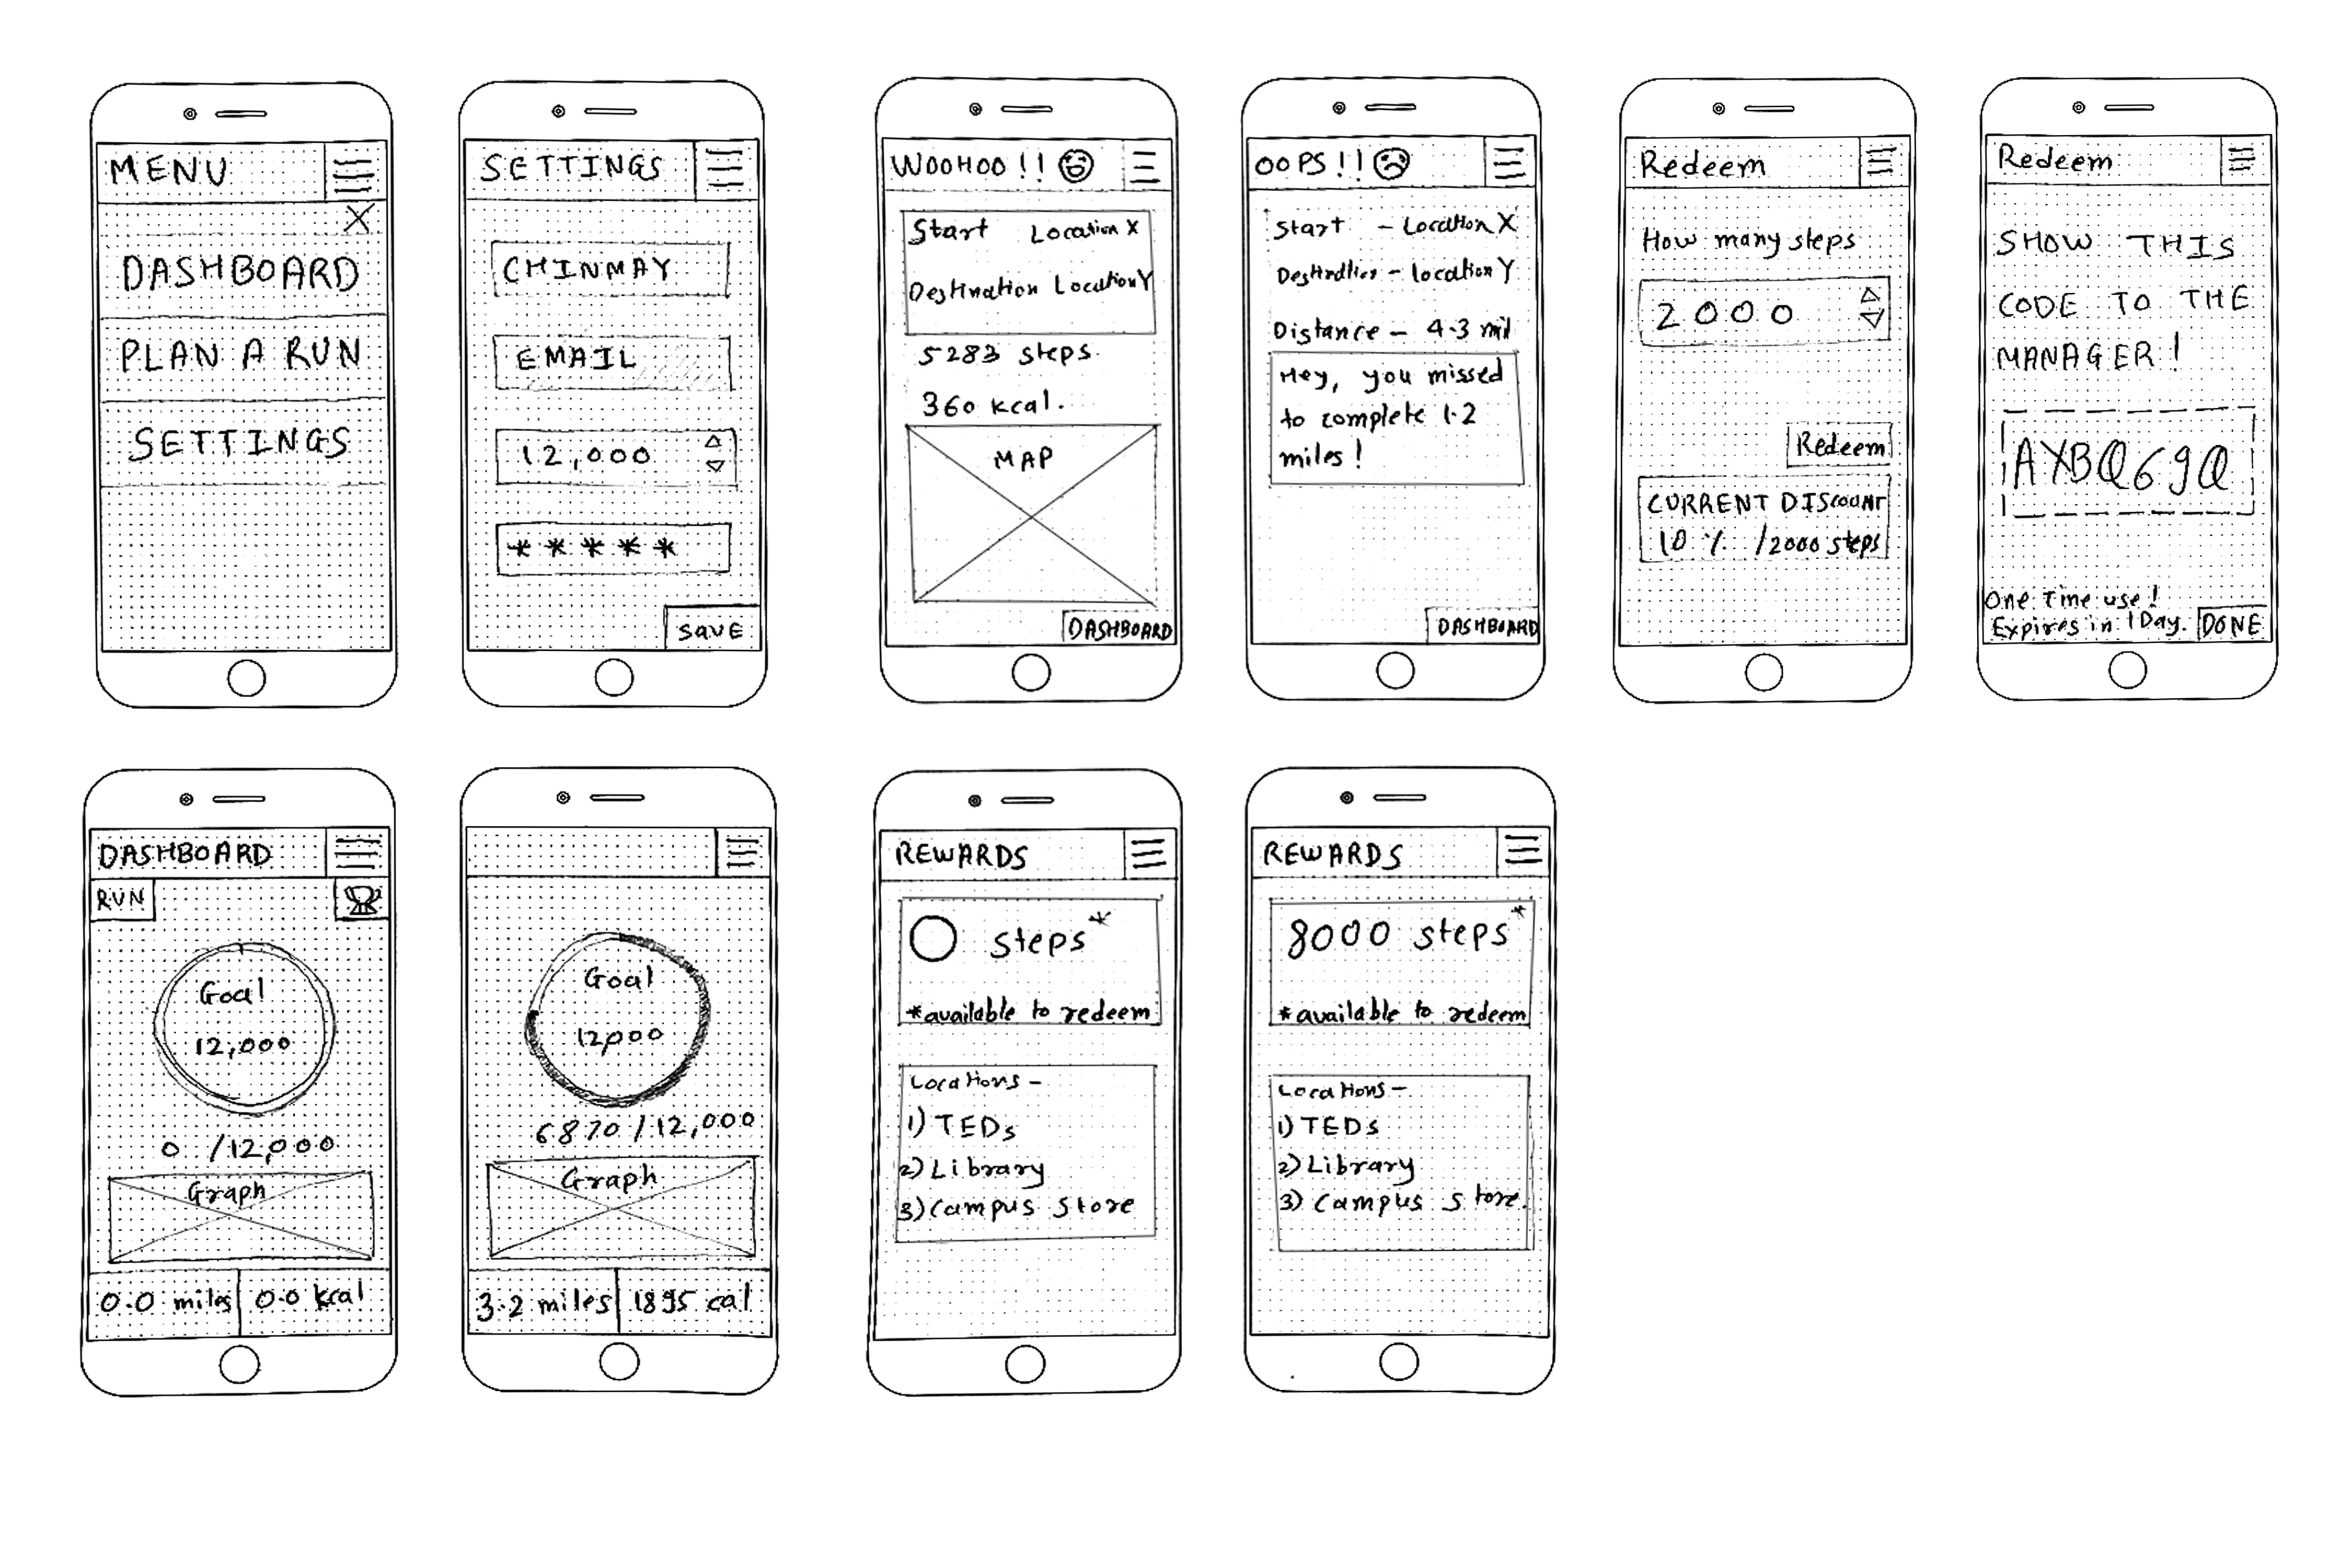 MENU
X
DASHBOARD
PLAN A RUN
SETTINGS
SETTINGS
CHINMAY
EMAIL
12,000
* * * * *
SAVE
WOOHOO!!
Start Location X
Destination Location Y
5283 steps.
360 kcal.
MAP
DASHBOARD
OOPS!!
Start - Location X
Destination - location Y
Distance - 4.3 mil
Hey, you missed
to complete 1.2
miles!
DASHBOARD
Redeem
How many steps
2000
Redeem
CURRENT DISCOUNT
10 % /2000 steps
Redeem
SHOW THIS
CODE TO THE
MANAGER!
AYBQ69Q
One Time use!
Expires in 1 Day.
DONE
DASHBOARD
RUN
Goal
12,000
0 /12,000
Graph
0.0 miles 0.0 kcal
Goal
12,000
6870/12,000
Graph
3.2 miles 1895 cal
REWARDS
0 steps*
*available to redeem
Locations -
1) TEDs
2) Library
3) Campus Store
REWARDS
8000 steps*
*available to redeem
Locations -
1) TEDs
2) Library
3) Campus Store.